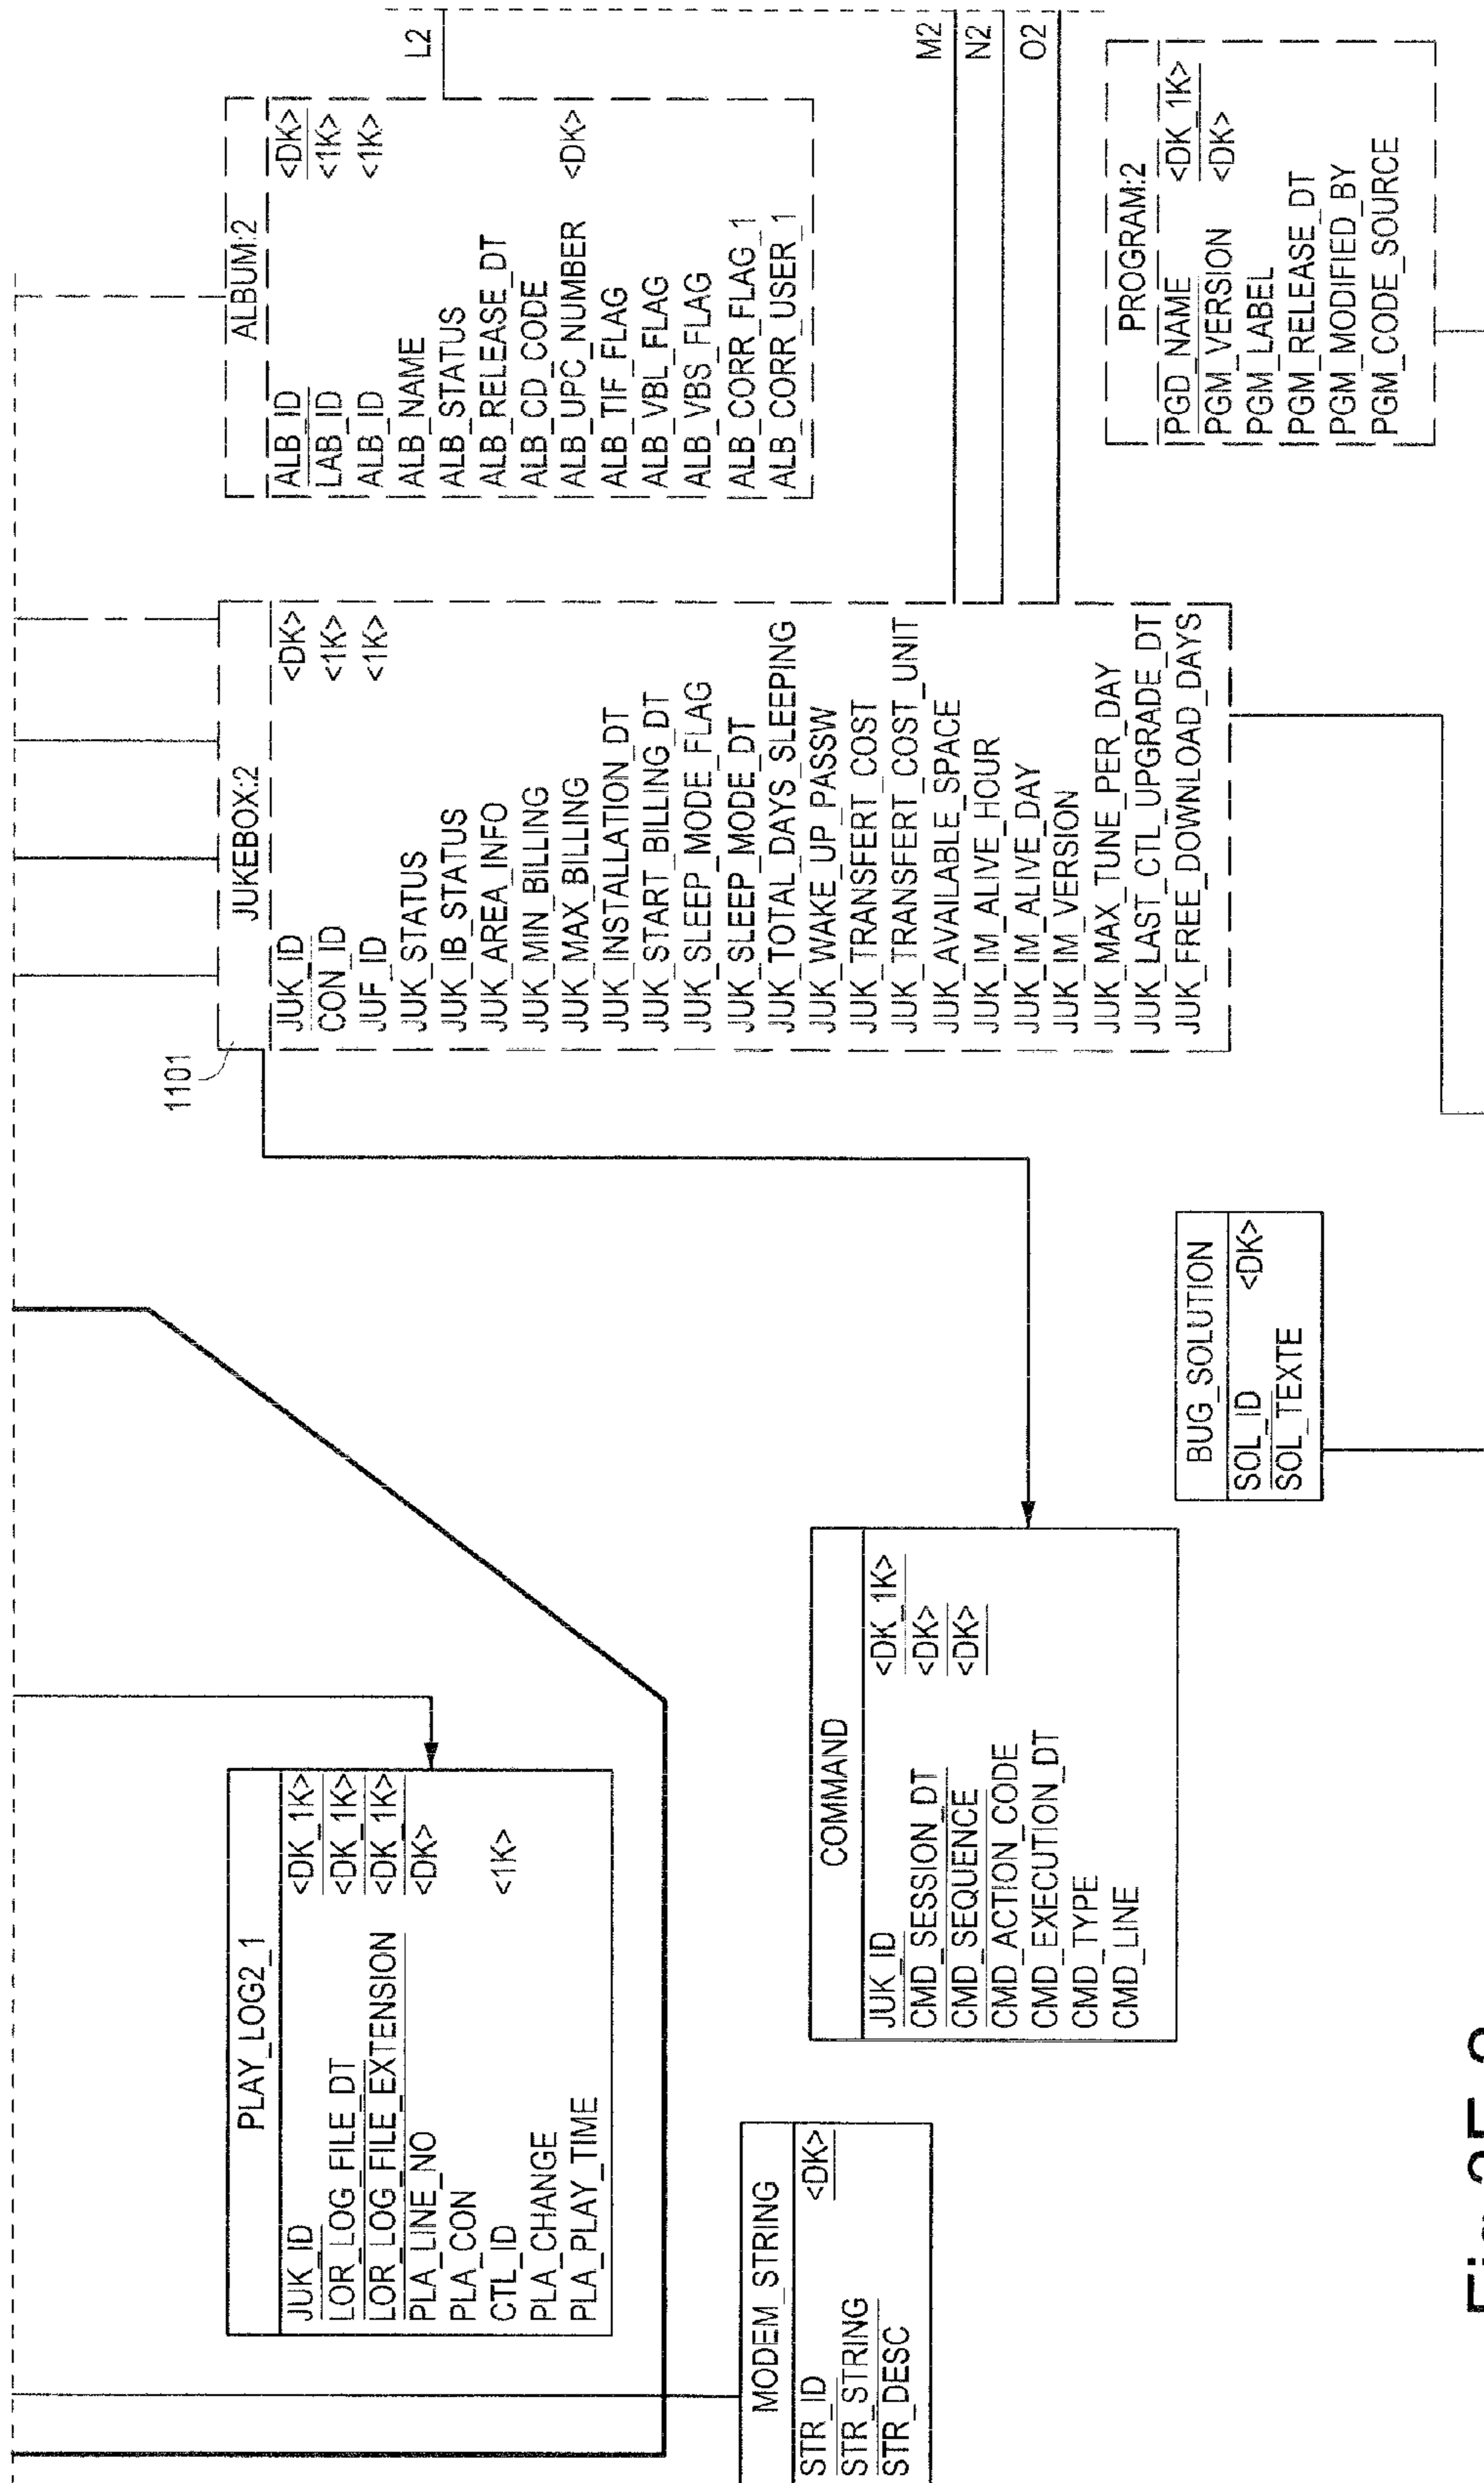 PLAY_LOG2_1
JUK_ID <DK_1K>
LOR_LOG_FILE_DT <DK_1K>
LOR_LOG_FILE_EXTENSION <DK_1K>
PLA_LINE_NO <DK>
PLA_CON
CTL_ID <1K>
PLA_CHANGE
PLA_PLAY_TIME
MODEM_STRING
STR_ID <DK>
STR_STRING
STR_DESC
COMMAND
JUK_ID <DK_1K>
CMD_SESSION_DT <DK>
CMD_SEQUENCE <DK>
CMD_ACTION_CODE
CMD_EXECUTION_DT
CMD_TYPE
CMD_LINE
BUG_SOLUTION
SOL_ID <DK>
SOL_TEXTE
1101
JUKEBOX:2
JUK_ID <DK>
CON_ID <1K>
JUF_ID <1K>
JUK_STATUS
JUK_IB_STATUS
JUK_AREA_INFO
JUK_MIN_BILLING
JUK_MAX_BILLING
JUK_INSTALLATION_DT
JUK_START_BILLING_DT
JUK_SLEEP_MODE_FLAG
JUK_SLEEP_MODE_DT
JUK_TOTAL_DAYS_SLEEPING
JUK_WAKE_UP_PASSW
JUK_TRANSFERT_COST
JUK_TRANSFERT_COST_UNIT
JUK_AVAILABLE_SPACE
JUK_IM_ALIVE_HOUR
JUK_IM_ALIVE_DAY
JUK_IM_VERSION
JUK_MAX_TUNE_PER_DAY
JUK_LAST_CTL_UPGRADE_DT
JUK_FREE_DOWNLOAD_DAYS
ALBUM:2
ALB_ID <DK>
LAB_ID <1K>
ALB_ID <1K>
ALB_NAME
ALB_STATUS
ALB_RELEASE_DT
ALB_CD_CODE
ALB_UPC_NUMBER <DK>
ALB_TIF_FLAG
ALB_VBL_FLAG
ALB_VBS_FLAG
ALB_CORR_FLAG_1
ALB_CORR_USER_1
L2
M2
N2
O2
PROGRAM:2
PGD_NAME <DK_1K>
PGM_VERSION <DK>
PGM_LABEL
PGM_RELEASE_DT
PGM_MODIFIED_BY
PGM_CODE_SOURCE